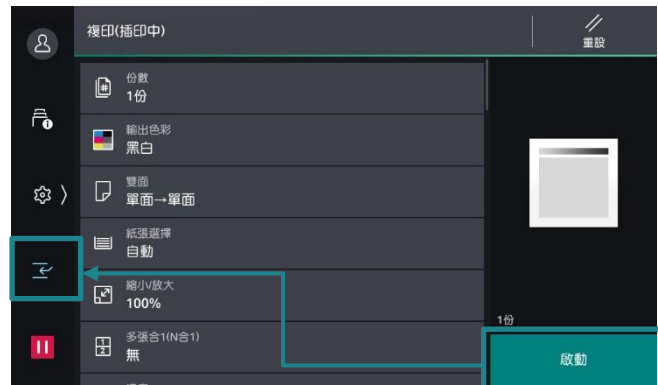 複印(插印中)
重設
份數
1份
輸出色彩
黑白
雙面
單面→單面
紙張選擇
自動
縮小/放大
100%
多張合1(N合1)
無
1份
啟動